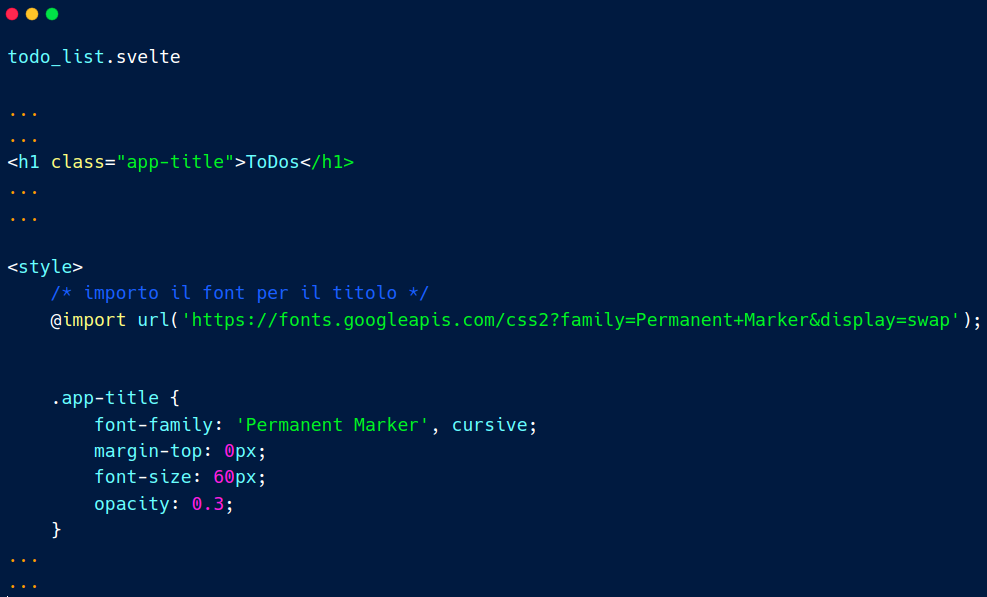 todo_list.svelte
...
...
<h1 class="app-title">ToDos</h1>
...
...
<style>
/* importo il font per il titolo */
@import url('https://fonts.googleapis.com/css2?family=Permanent+Marker&display=swap');
.app-title {
font-family: 'Permanent Marker', cursive;
margin-top: 0px;
font-size: 60px;
opacity: 0.3;
}
...
...